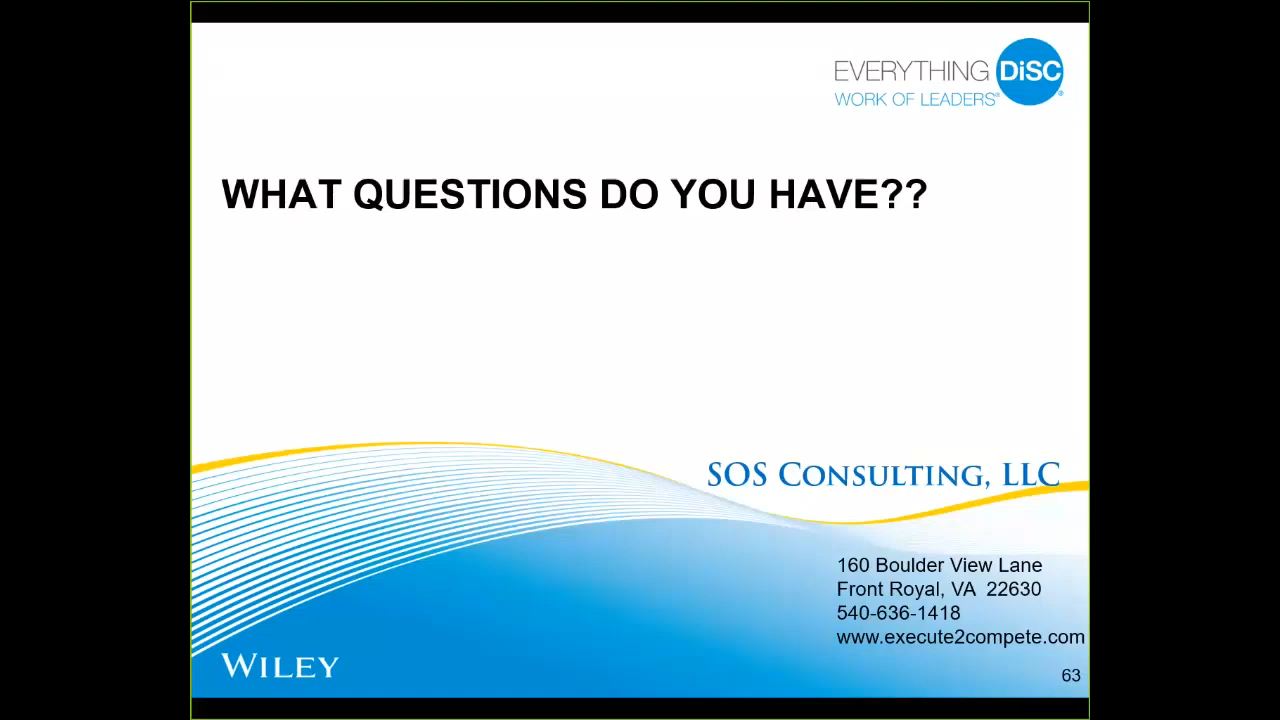 EVERYTHING DiSC®
WORK OF LEADERS®
WHAT QUESTIONS DO YOU HAVE??
SOS CONSULTING, LLC
160 Boulder View Lane
Front Royal, VA  22630
540-636-1418
www.execute2compete.com
WILEY
63